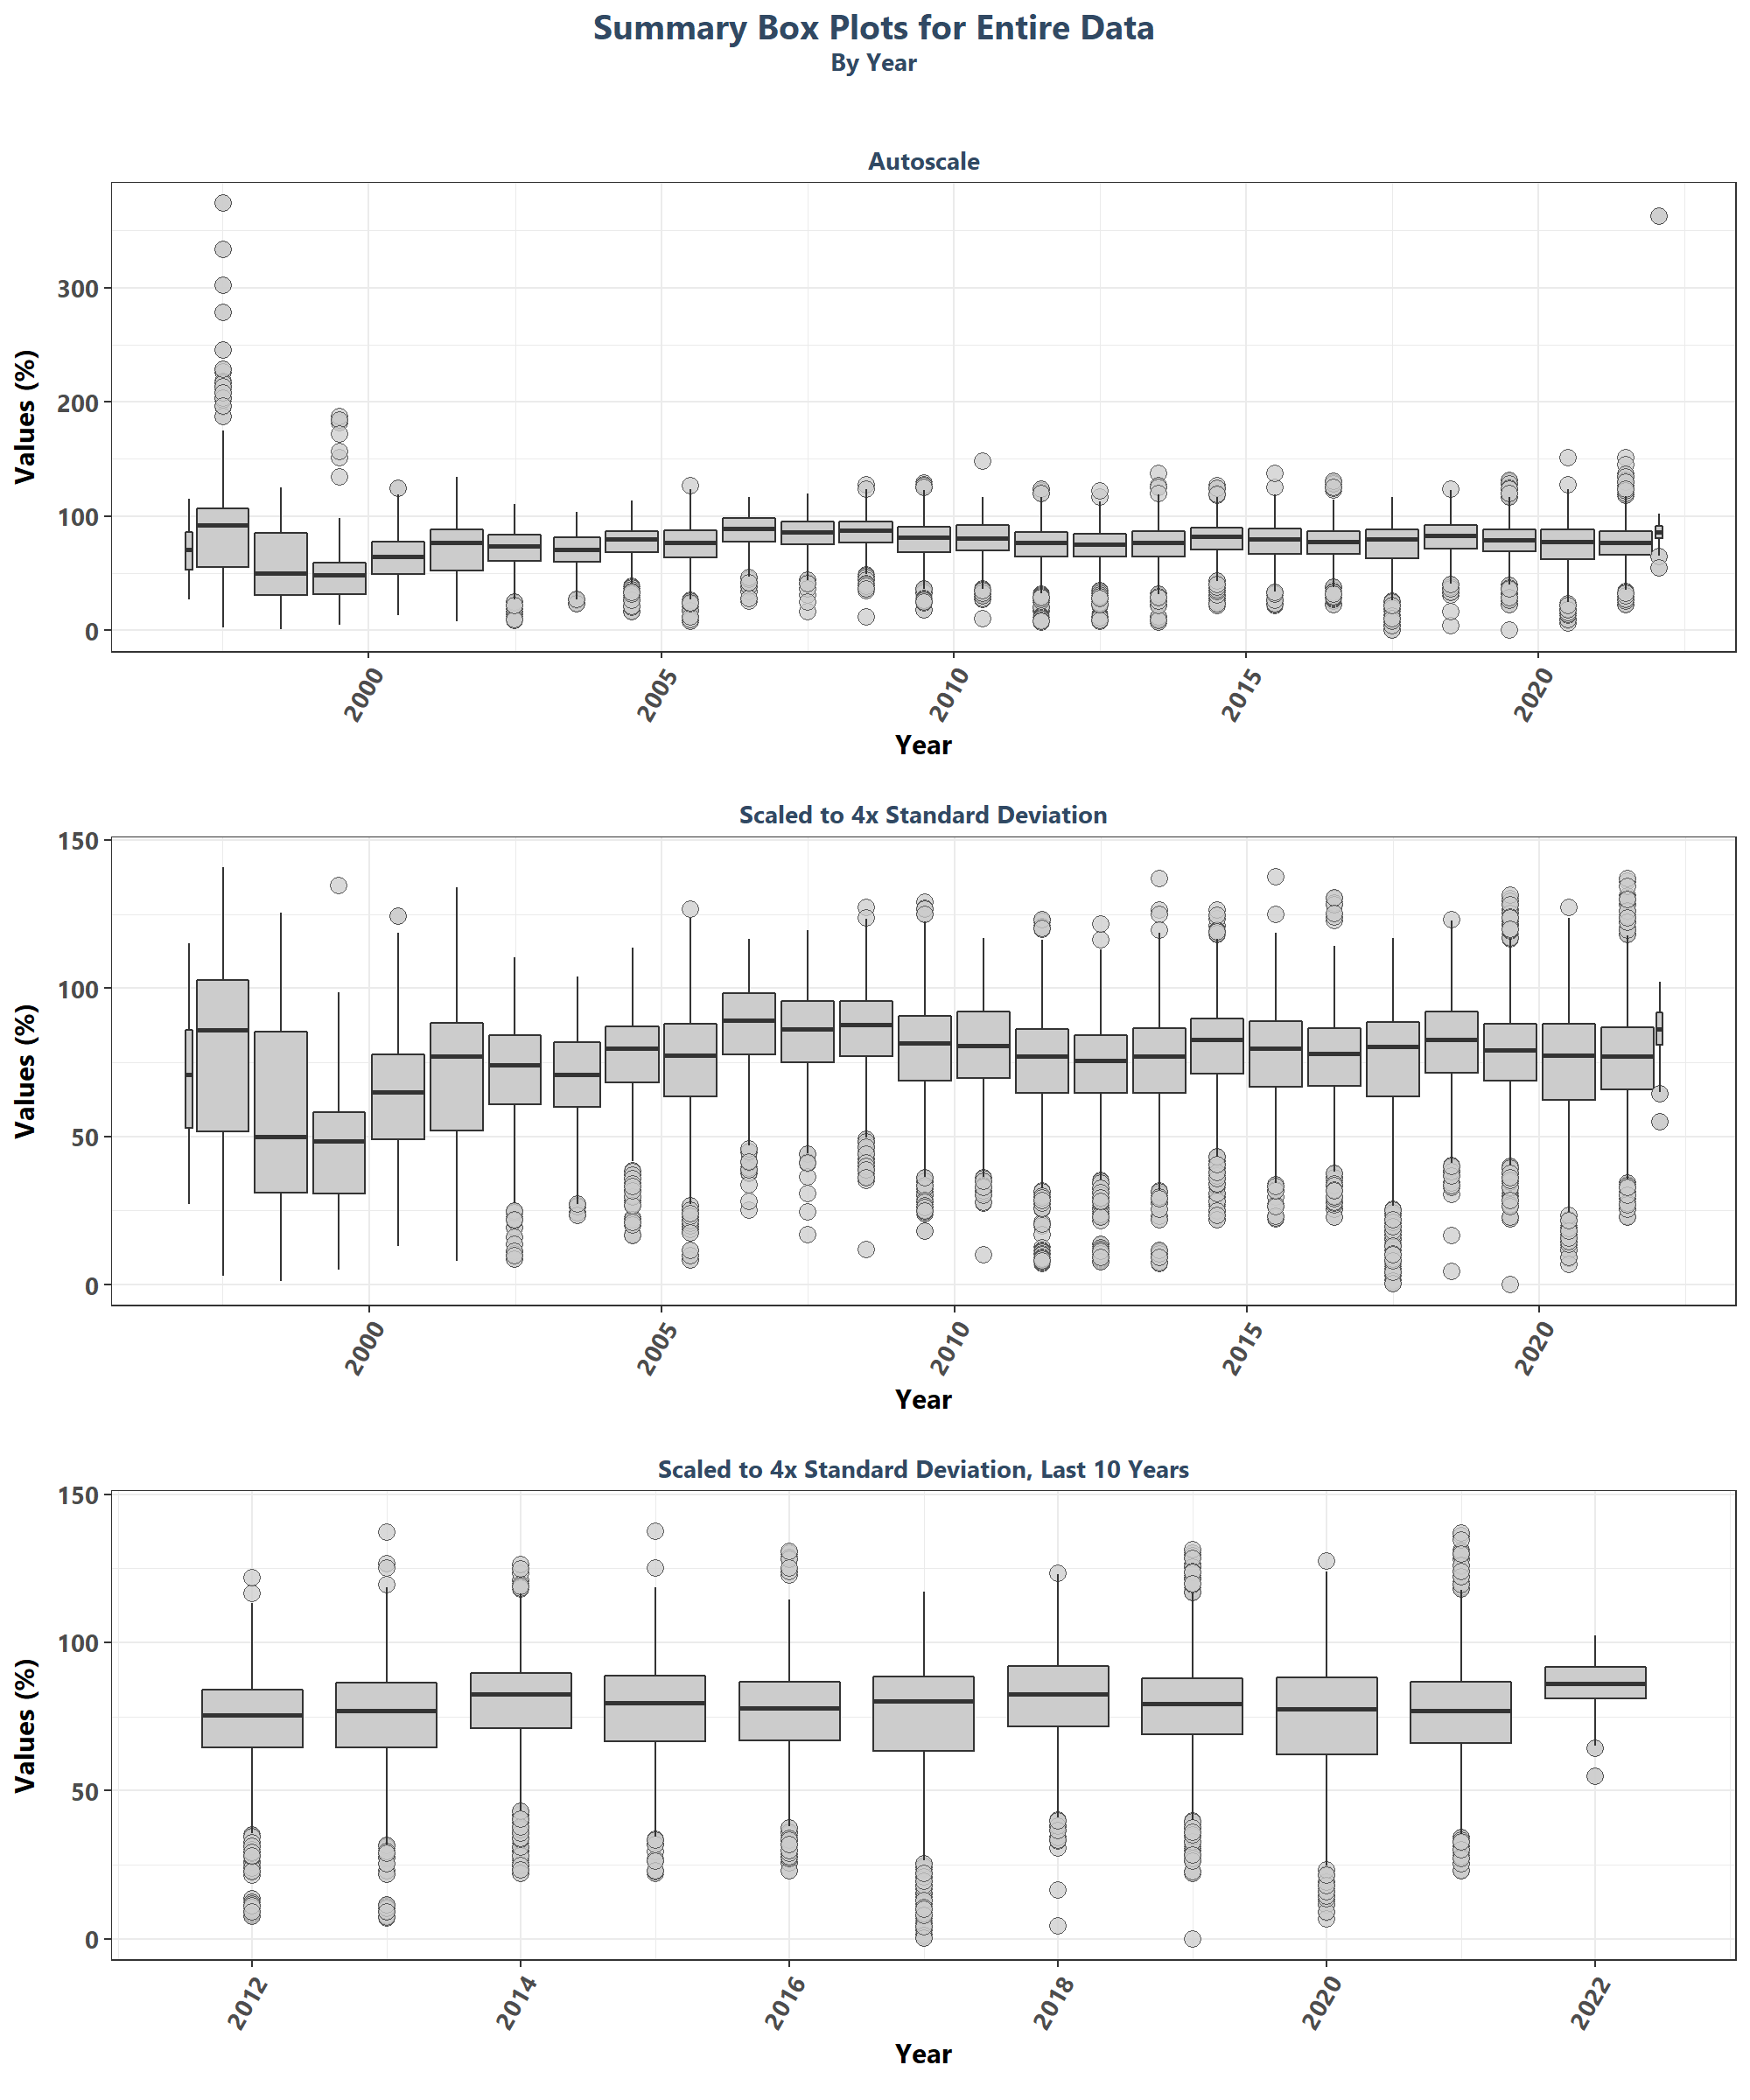 Summary Box Plots for Entire Data
By Year
Autoscale
Values (%)
300
200
100
0
2000 2005 2010 2015 2020
Year
Scaled to 4x Standard Deviation
Values (%)
150
100
50
0
2000 2005 2010 2015 2020
Year
Scaled to 4x Standard Deviation, Last 10 Years
Values (%)
150
100
50
0
2012 2014 2016 2018 2020 2022
Year